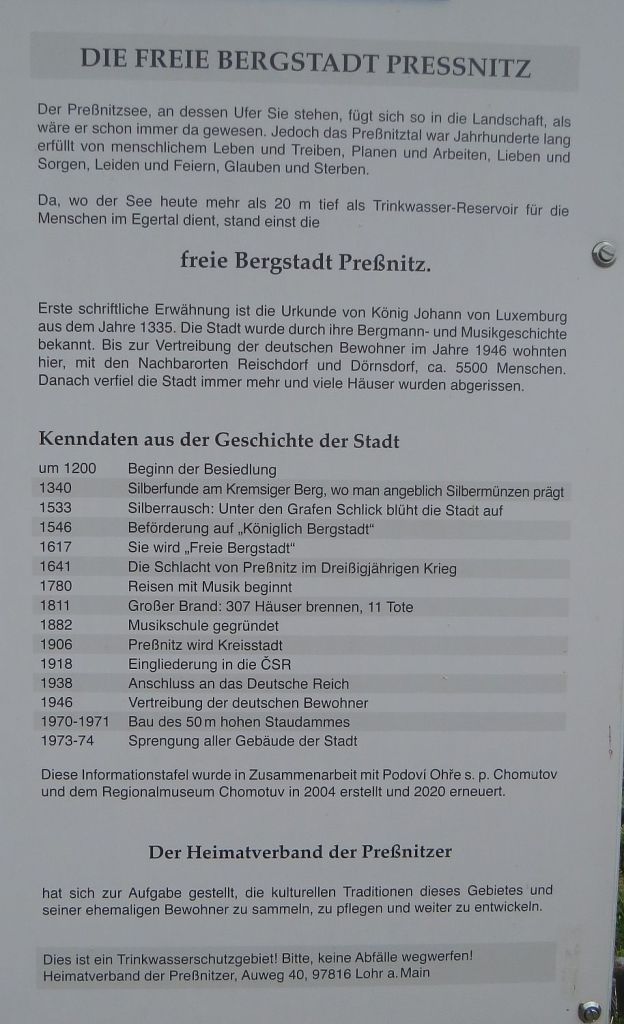 DIE FREIE BERGSTADT PRESSNITZ
Der Preßnitzsee, an dessen Ufer Sie stehen, fügt sich so in die Landschaft, als
wäre er schon immer da gewesen. Jedoch das Preßnitztal war Jahrhunderte lang
erfüllt von menschlichem Leben und Treiben, Planen und Arbeiten, Lieben und
Sorgen, Leiden und Feiern, Glauben und Sterben.
Da, wo der See heute mehr als 20 m tief als Trinkwasser-Reservoir für die
Menschen im Egertal dient, stand einst die
freie Bergstadt Preßnitz.
Erste schriftliche Erwähnung ist die Urkunde von König Johann von Luxemburg
aus dem Jahre 1335. Die Stadt wurde durch ihre Bergmann- und Musikgeschichte
bekannt. Bis zur Vertreibung der deutschen Bewohner im Jahre 1946 wohnten
hier, mit den Nachbarorten Reischdorf und Dörnsdorf, ca. 5500 Menschen.
Danach verfiel die Stadt immer mehr und viele Häuser wurden abgerissen.
Kenndaten aus der Geschichte der Stadt
um 1200 Beginn der Besiedlung
1340 Silberfunde am Kremsiger Berg, wo man angeblich Silbermünzen prägt
1533 Silberrausch: Unter den Grafen Schlick blüht die Stadt auf
1546 Beförderung auf „Königlich Bergstadt“
1617 Sie wird „Freie Bergstadt“
1641 Die Schlacht von Preßnitz im Dreißigjährigen Krieg
1780 Reisen mit Musik beginnt
1811 Großer Brand: 307 Häuser brennen, 11 Tote
1882 Musikschule gegründet
1906 Preßnitz wird Kreisstadt
1918 Eingliederung in die ČSR
1938 Anschluss an das Deutsche Reich
1946 Vertreibung der deutschen Bewohner
1970-1971 Bau des 50 m hohen Staudammes
1973-74 Sprengung aller Gebäude der Stadt
Diese Informationstafel wurde in Zusammenarbeit mit Podoví Ohře s. p. Chomutov
und dem Regionalmuseum Chomotuv in 2004 erstellt und 2020 erneuert.
Der Heimatverband der Preßnitzer
hat sich zur Aufgabe gestellt, die kulturellen Traditionen dieses Gebietes und
seiner ehemaligen Bewohner zu sammeln, zu pflegen und weiter zu entwickeln.
Dies ist ein Trinkwasserschutzgebiet! Bitte, keine Abfälle wegwerfen!
Heimatverband der Preßnitzer, Auweg 40, 97816 Lohr a. Main